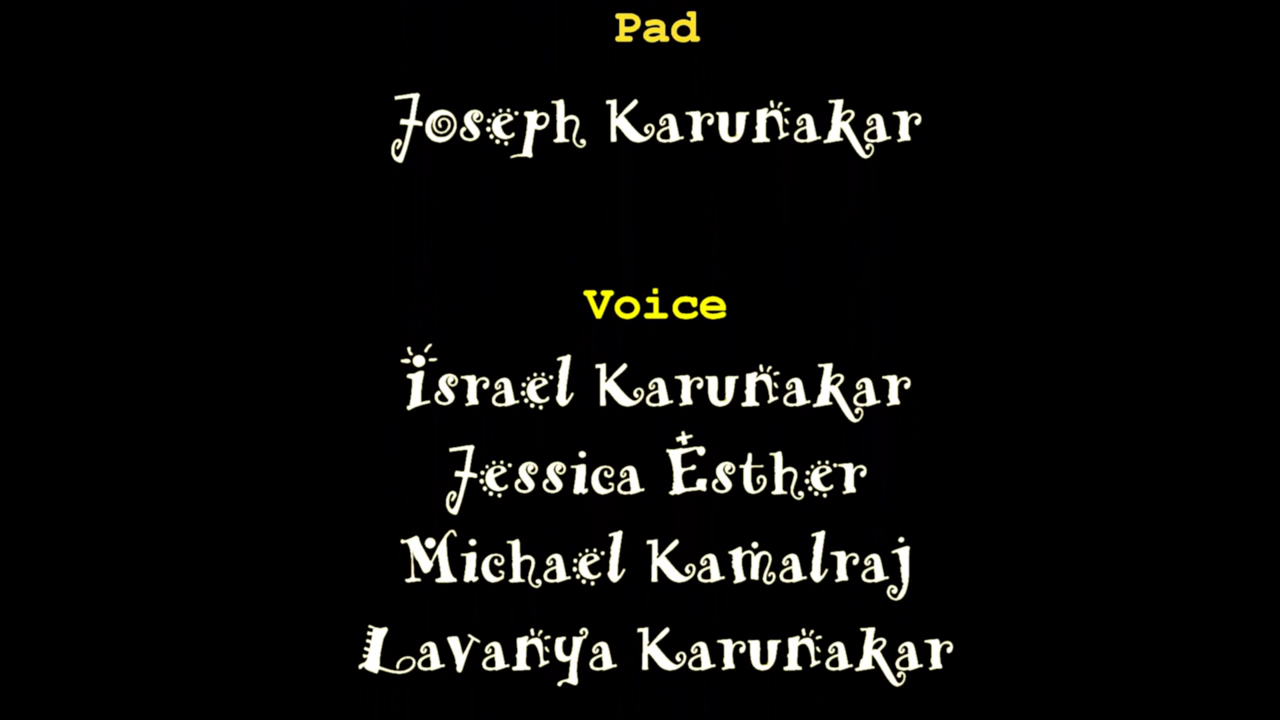 Pad
Joseph Karunakar
Voice
Israel Karunakar
Jessica Esther
Michael Kamalraj
Lavanya Karunakar